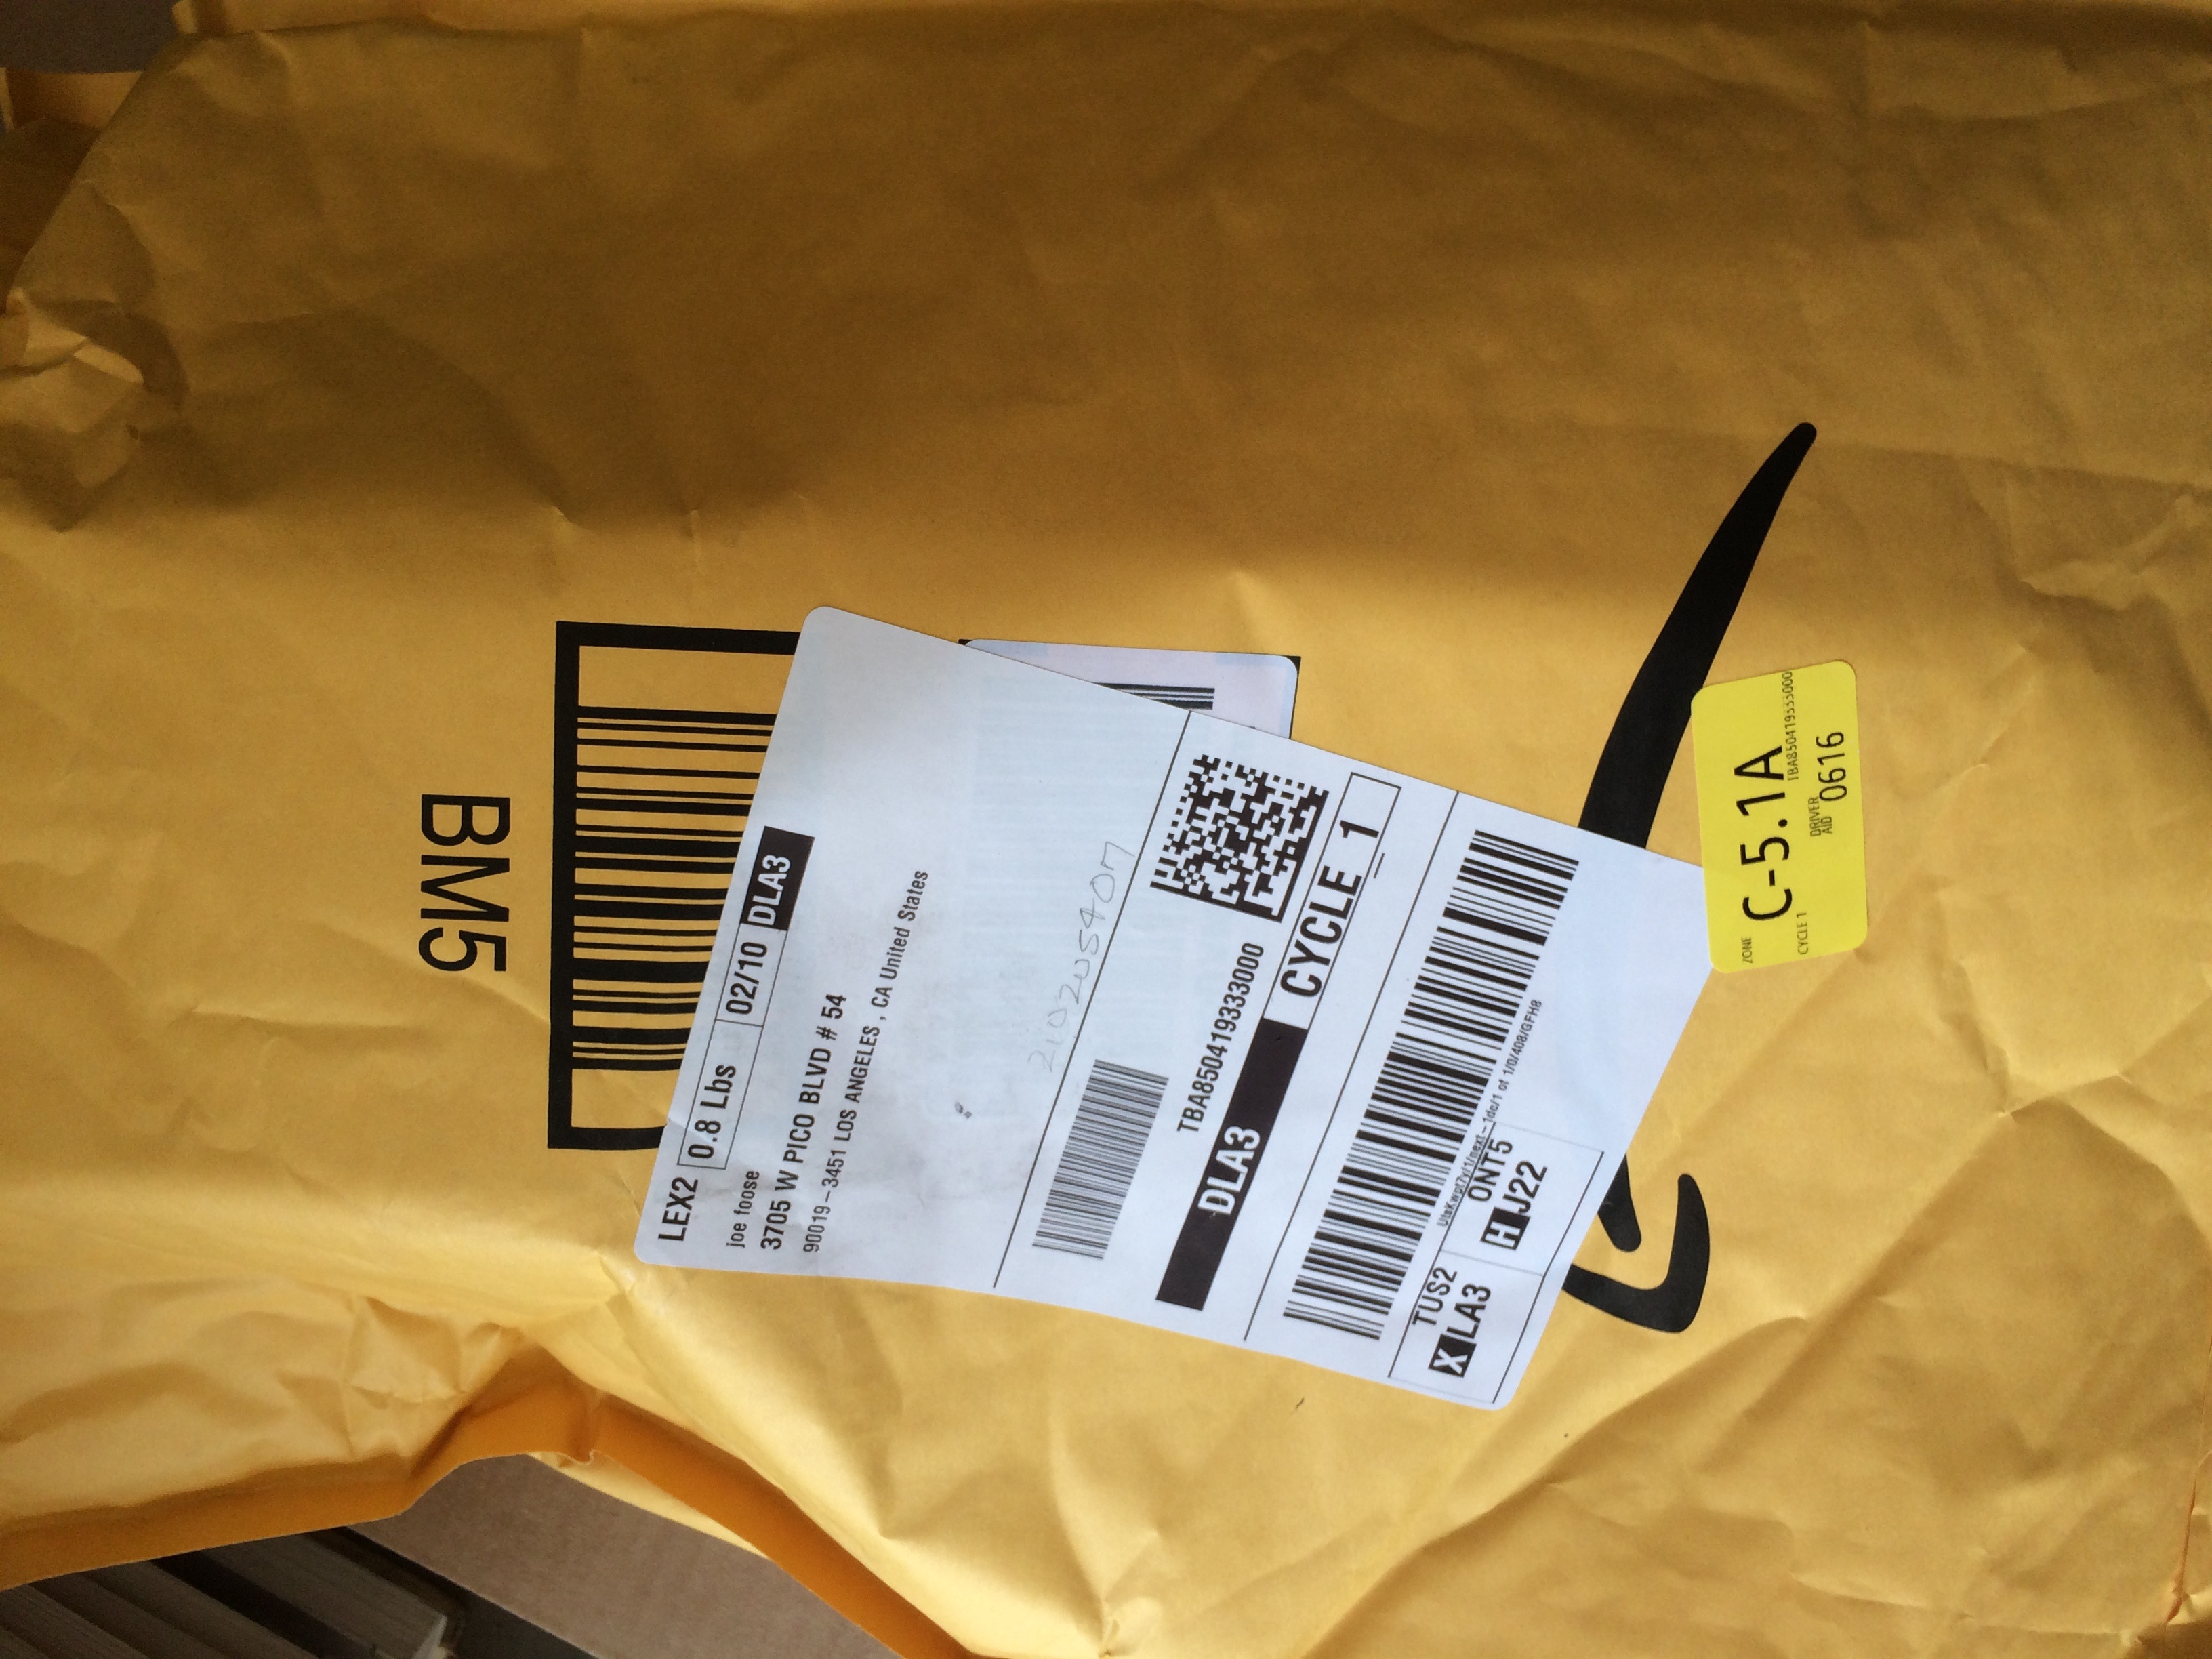 BM5
LEX2 0.8 Lbs 02/10 DLA3
joe foose
3705 W PICO BLVD # 54
90019-3451 LOS ANGELES , CA United States
TBA850419333000
DLA3 CYCLE 1
TUS2 ONT5
X LA3 H J22
ZONE
C-5.1A
TBA850419333000
CYCLE 1
DRIVER AID 0616